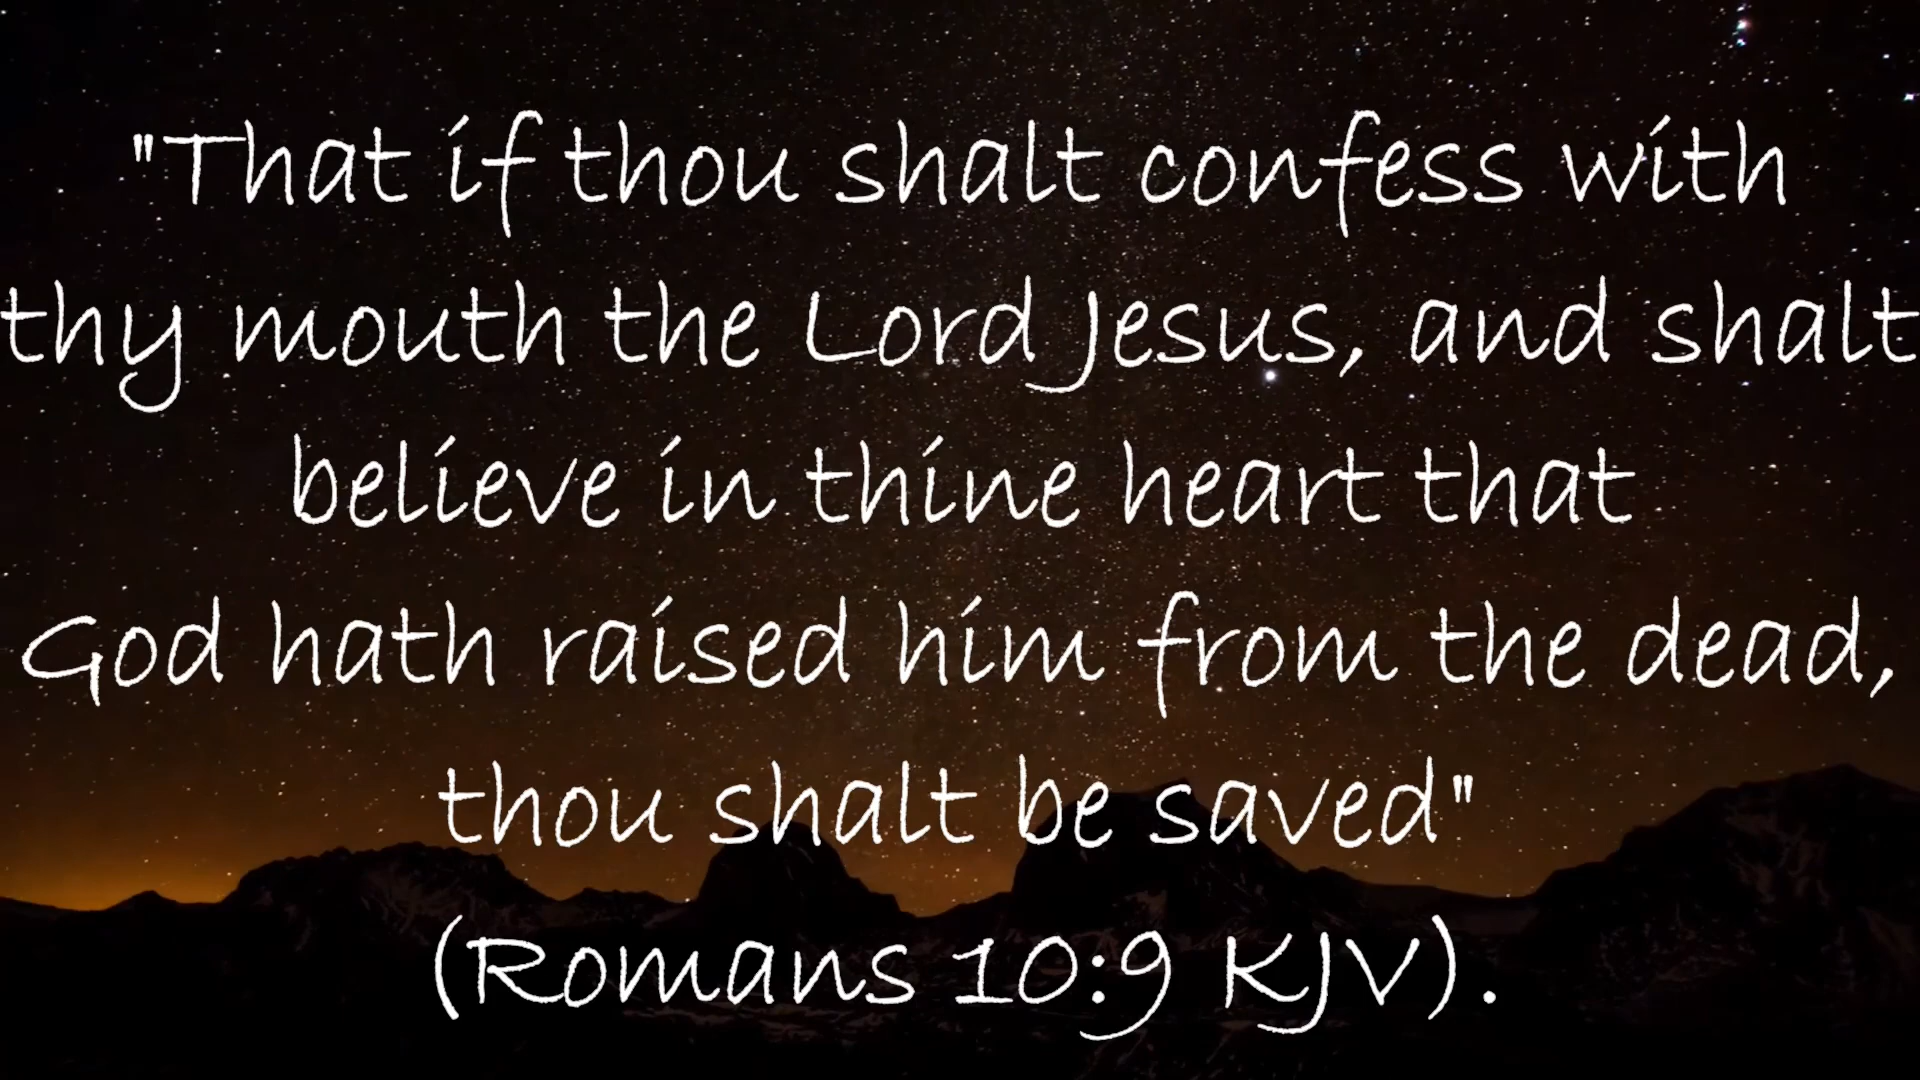 "That if thou shalt confess with
thy mouth the Lord Jesus, and shalt
believe in thine heart that
God hath raised him from the dead,
thou shalt be saved"
(Romans 10:9 KJV).